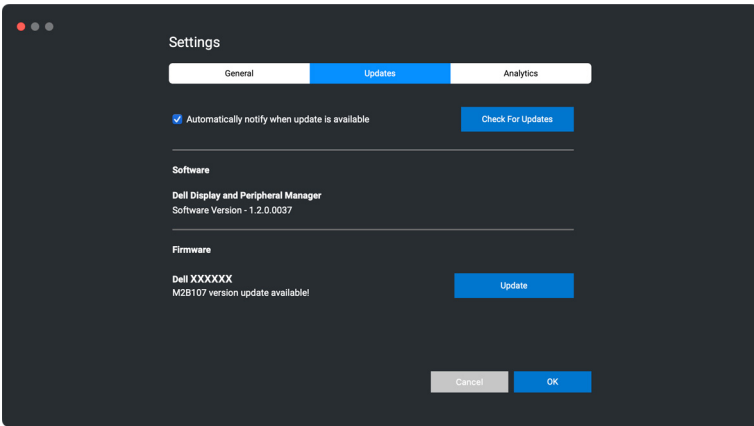 Settings
General Updates Analytics
Automatically notify when update is available
Check For Updates
Software
Dell Display and Peripheral Manager
Software Version - 1.2.0.0037
Firmware
Dell XXXXXX
M2B107 version update available!
Update
Cancel OK